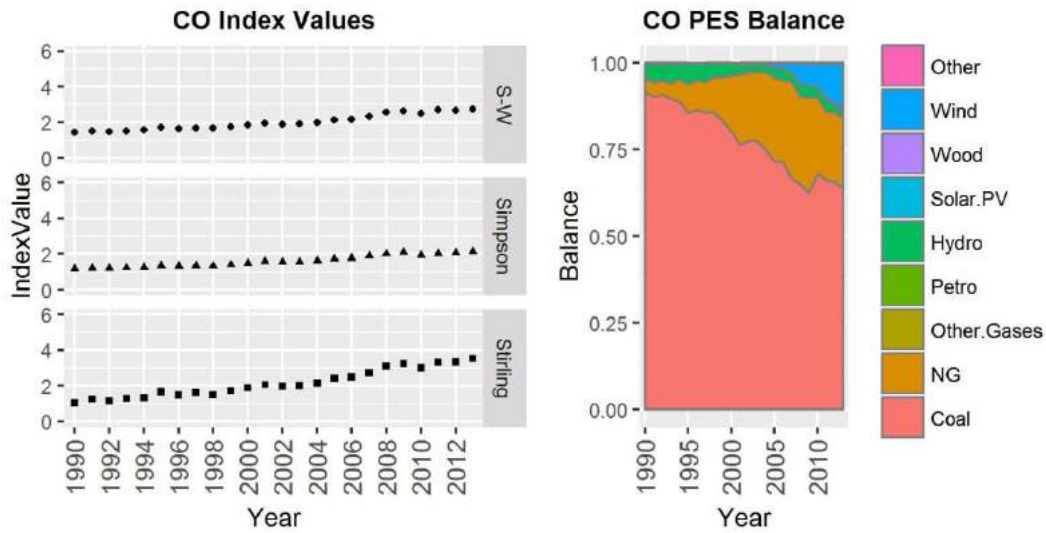 CO Index Values
IndexValue
6
4
2
0
S-W
6
4
2
0
Simpson
6
4
2
0
Stirling
1990
1992
1994
1996
1998
2000
2002
2004
2006
2008
2010
2012
Year
CO PES Balance
Balance
1.00
0.75
0.50
0.25
0.00
1990
1995
2000
2005
2010
Year
Other
Wind
Wood
Solar.PV
Hydro
Petro
Other.Gases
NG
Coal